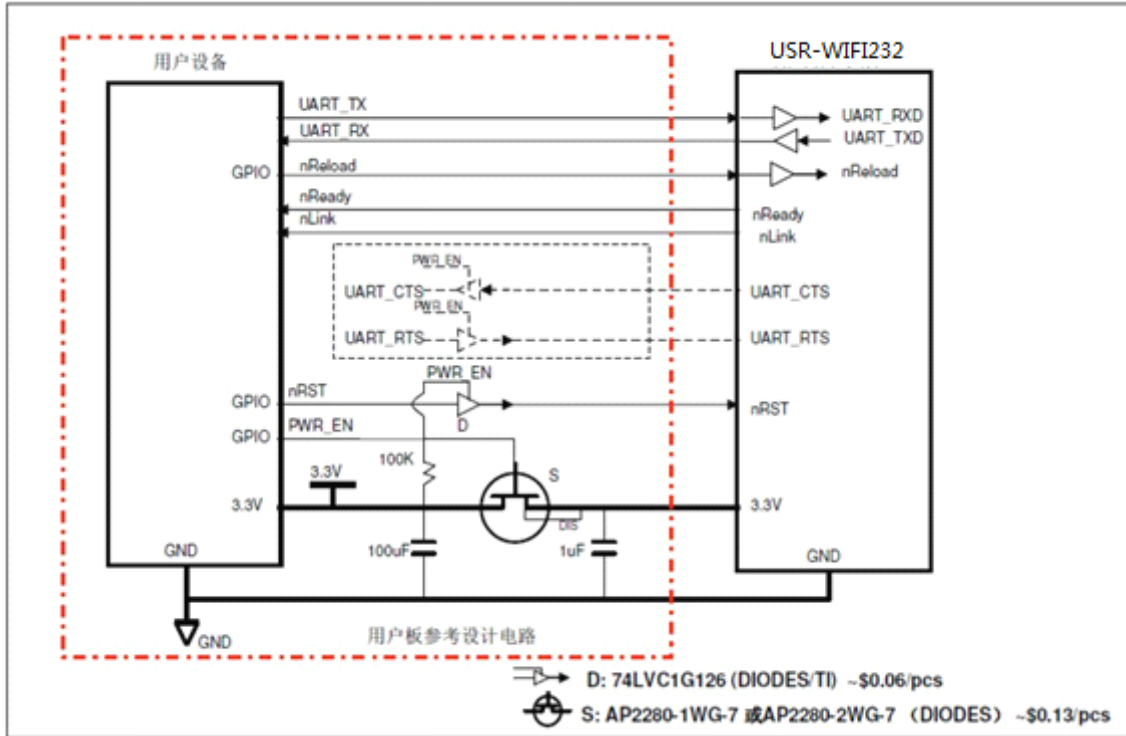 USR-WIFI232
用户设备
UART_TX
UART_RXD
UART_RX
UART_TXD
GPIO
nReload
nReload
nReady
nReady
nLink
nLink
PWR_EN
UART_CTS
UART_CTS
PWR_EN
UART_RTS
UART_RTS
PWR_EN
GPIO
nRST
D
nRST
GPIO
PWR_EN
100K
S
3.3V
3.3V
3.3V
DIS
100uF
1uF
GND
GND
GND
用户板参考设计电路
D: 74LVC1G126 (DIODES/TI) ~$0.06/pcs
S: AP2280-1WG-7 或AP2280-2WG-7 （DIODES） ~$0.13/pcs